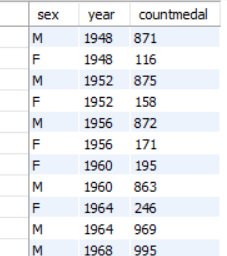 sex year countmedal
M 1948 871
F 1948 116
M 1952 875
F 1952 158
M 1956 872
F 1956 171
F 1960 195
M 1960 863
F 1964 246
M 1964 969
M 1968 995